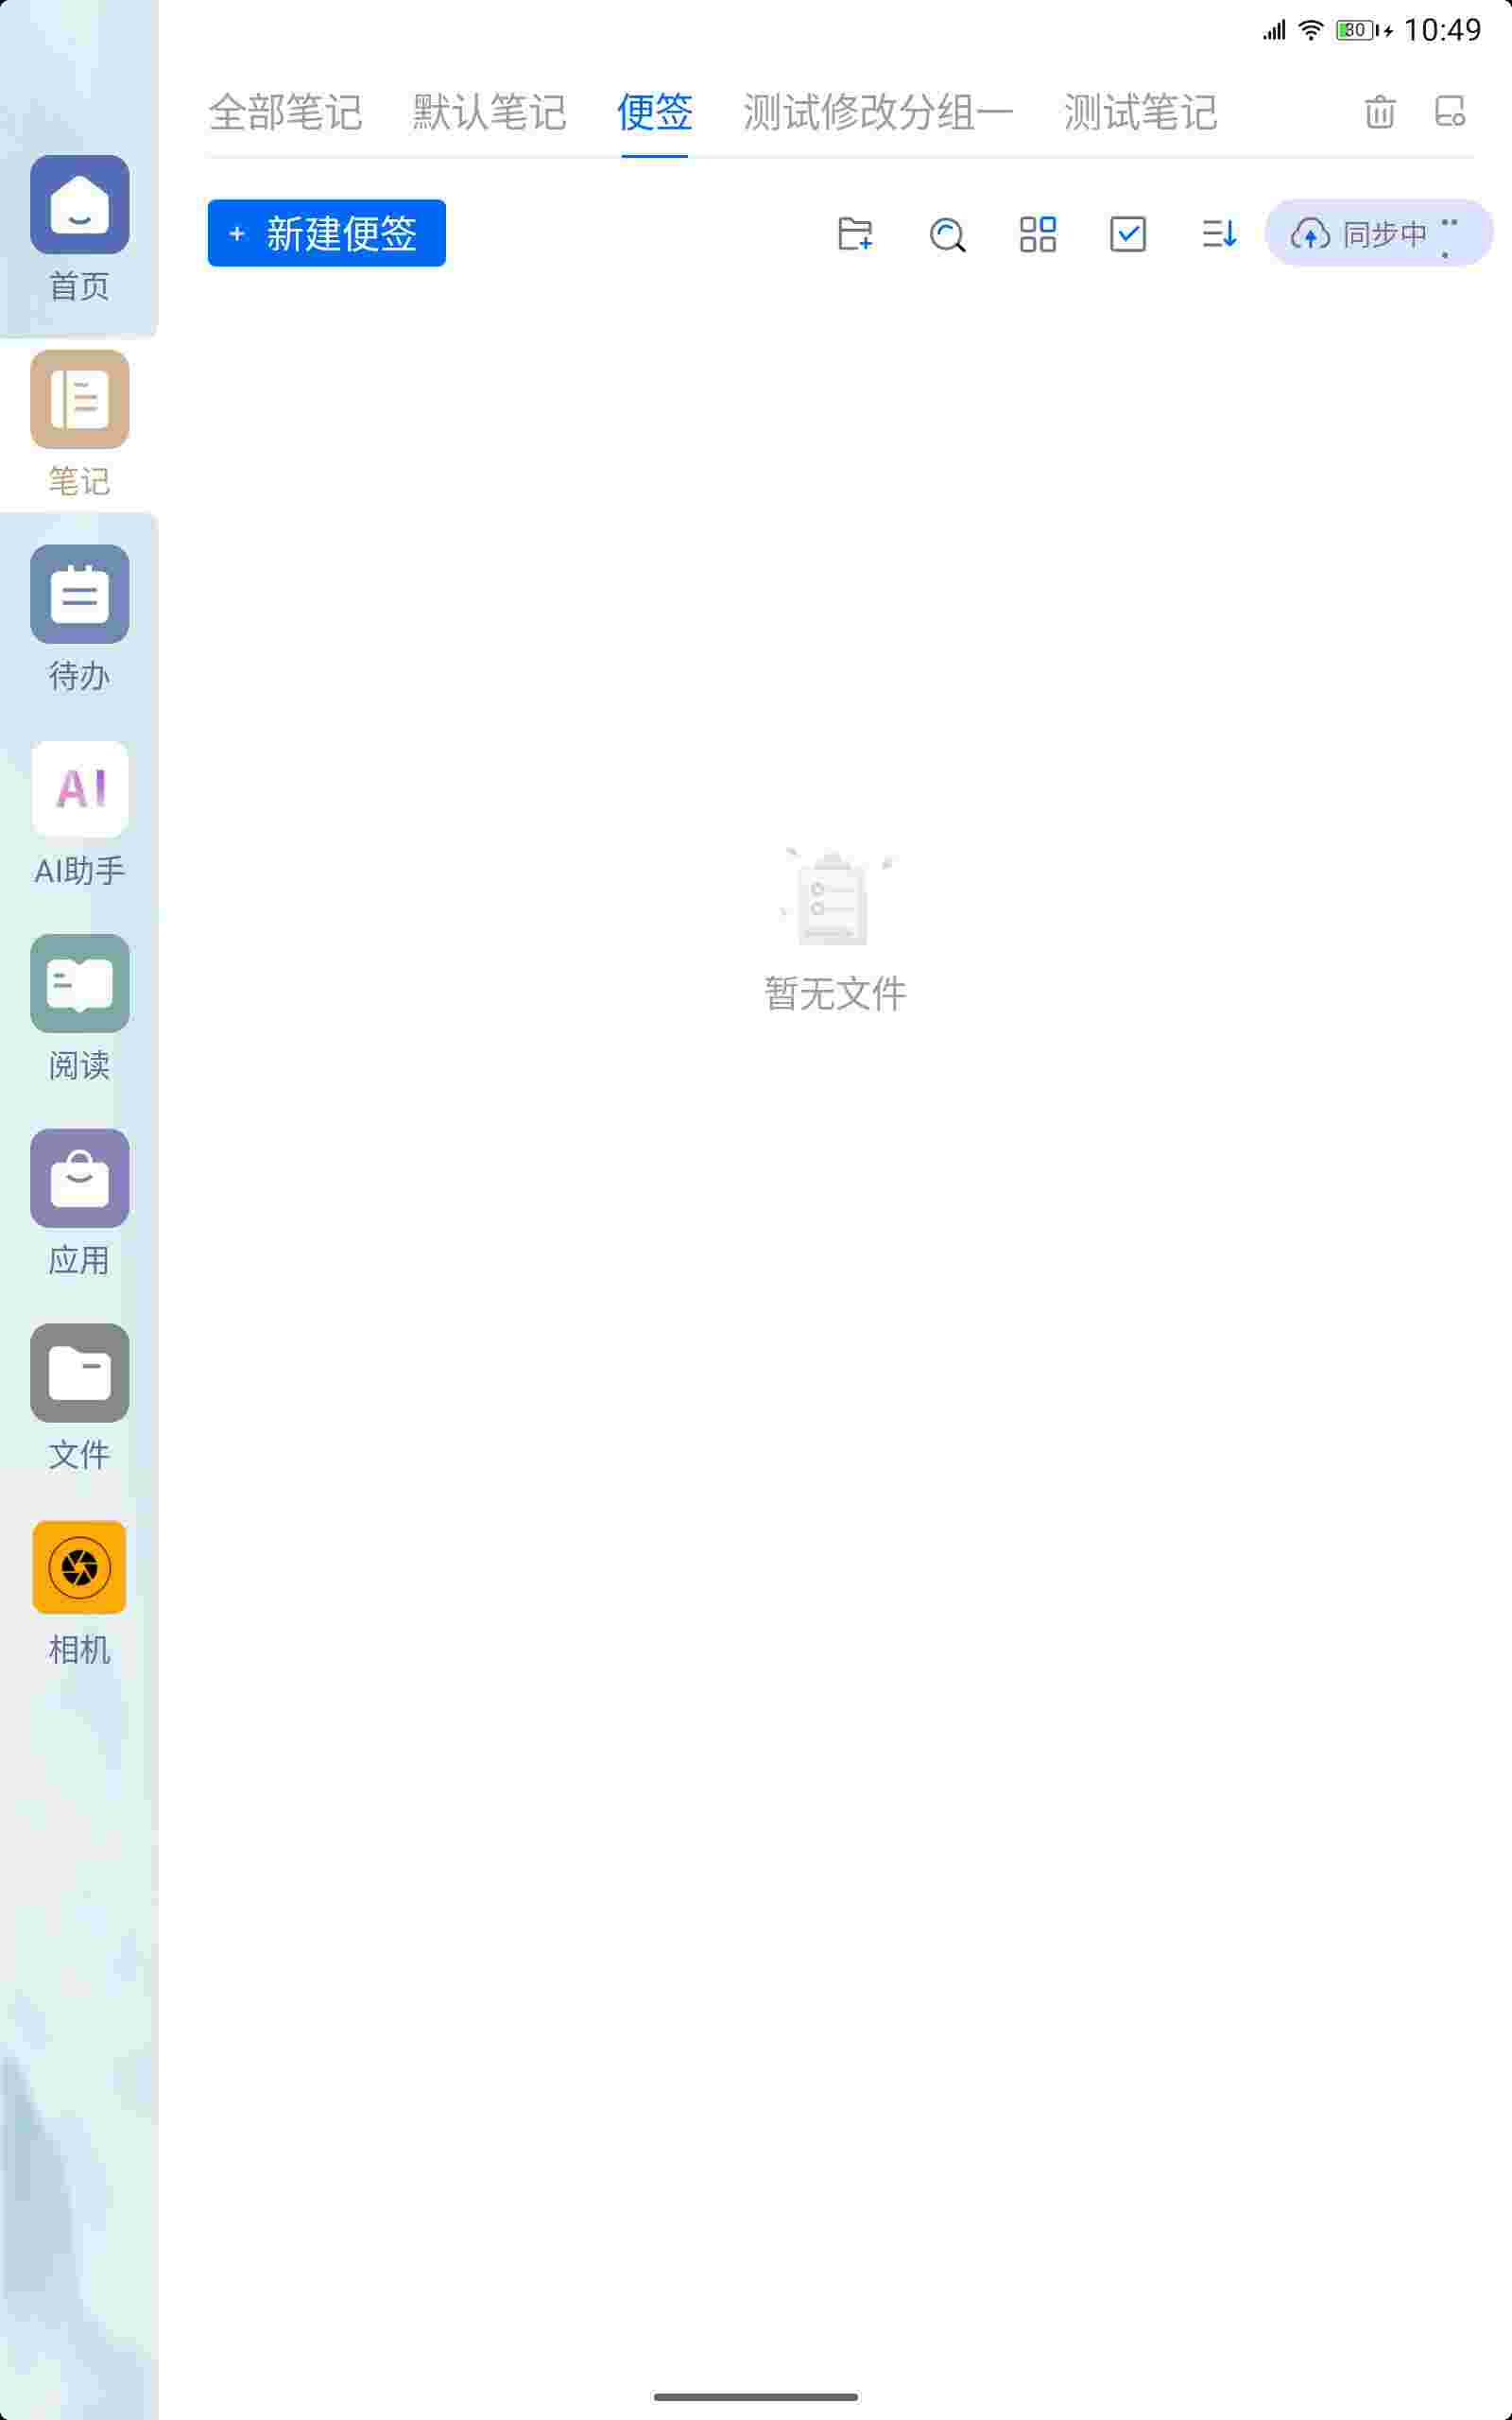 80 10:49
全部笔记 默认笔记 便签 测试修改分组一 测试笔记
+ 新建便签
同步中
首页
笔记
待办
AI
AI助手
阅读
应用
文件
相机
暂无文件